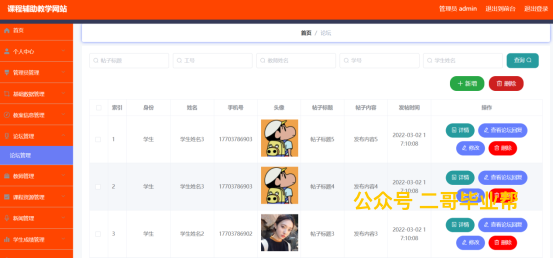 课程辅助教学网站
管理员 admin 退出到前台 退出登录
首页
首页 / 论坛
个人中心
管理员管理
基础数据管理
教案信息管理
论坛管理
论坛管理
教师管理
课程资源管理
新闻管理
学生成绩管理
帖子标题 工号 教师姓名 学号 学生姓名 查询
新增 删除
索引 身份 姓名 手机号 头像 帖子标题 帖子内容 发帖时间 操作
1 学生 学生姓名3 17703786903 帖子标题5 发布内容5 2022-03-02 1
7:10:08
详情 查看论坛回复
修改 删除
2 学生 学生姓名3 17703786903 帖子标题4 发布内容4 2022-03-02 1
7:10:08
详情 查看论坛回复
修改 删除
公众号 二哥毕业帮
3 学生 学生姓名2 17703786902 帖子标题3 发布内容3 2022-03-02 1
7:10:08
详情 查看论坛回复
修改 删除